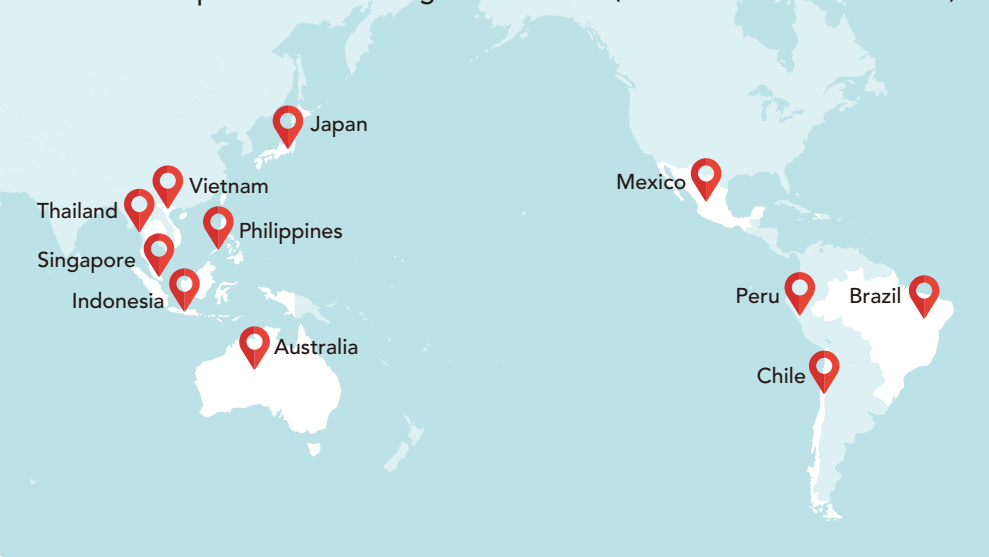 Japan
Vietnam
Thailand
Philippines
Singapore
Indonesia
Australia
Mexico
Peru
Brazil
Chile